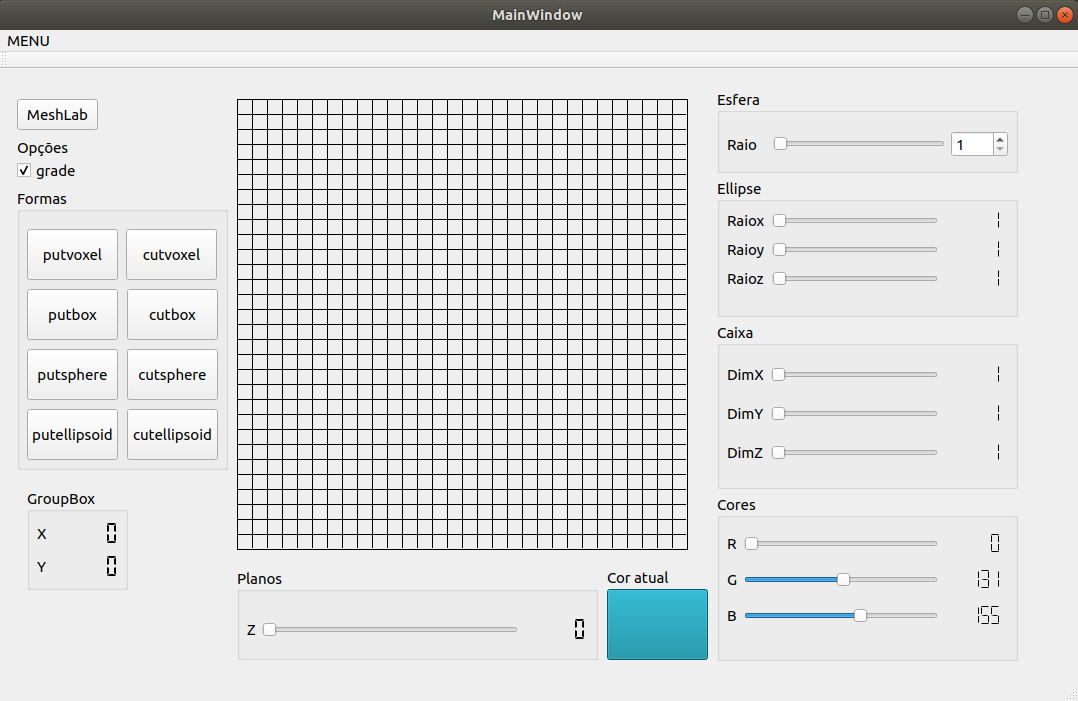 MainWindow
MENU
MeshLab
Opções
grade
Formas
putvoxel cutvoxel
putbox cutbox
putsphere cutsphere
putellipsoid cutellipsoid
GroupBox
X 0
Y 0
Planos
Z 0
Cor atual
Esfera
Raio 1
Ellipse
Raiox 1
Raioy 1
Raioz 1
Caixa
DimX 1
DimY 1
DimZ 1
Cores
R 0
G 131
B 155